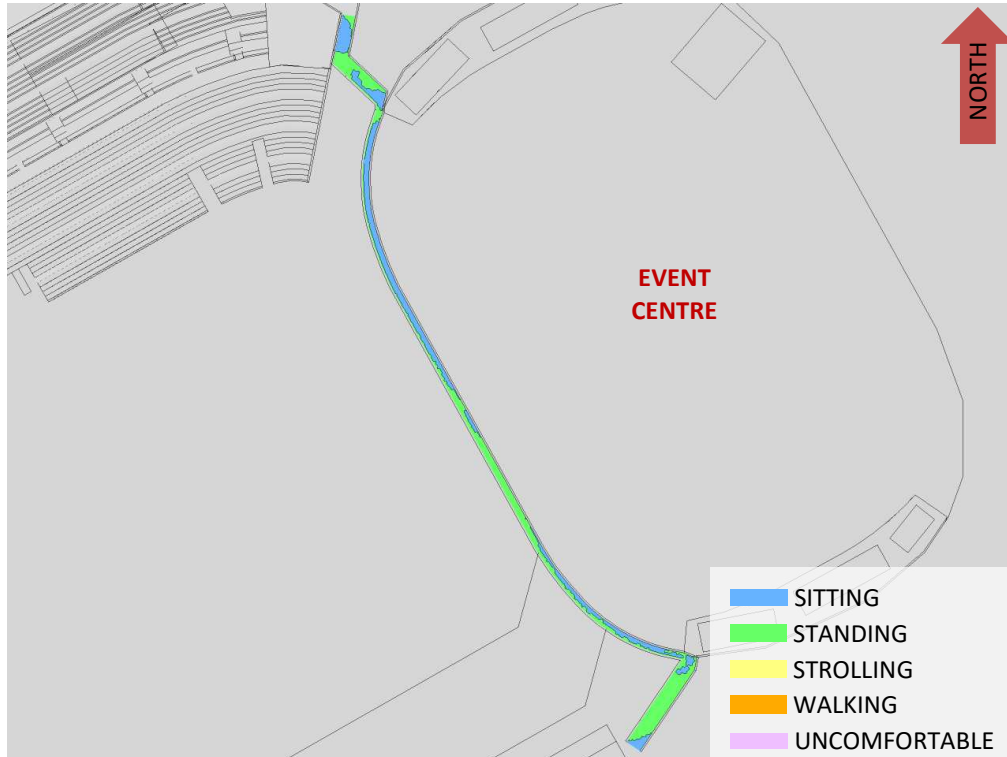 NORTH
EVENT
CENTRE
SITTING
STANDING
STROLLING
WALKING
UNCOMFORTABLE